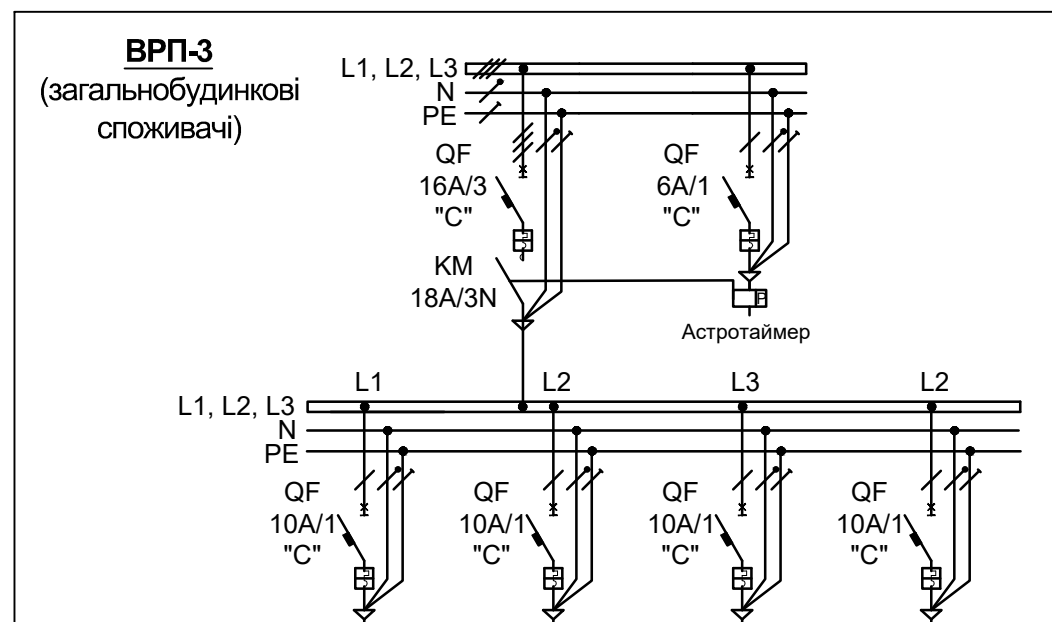 ВРП-3
(загальнобудинкові
споживачі)
L1, L2, L3
N
PE
QF
16A/3
"C"
QF
6A/1
"C"
KM
18A/3N
P
Астротаймер
L1
L2
L3
L2
L1, L2, L3
N
PE
QF
10A/1
"C"
QF
10A/1
"C"
QF
10A/1
"C"
QF
10A/1
"C"